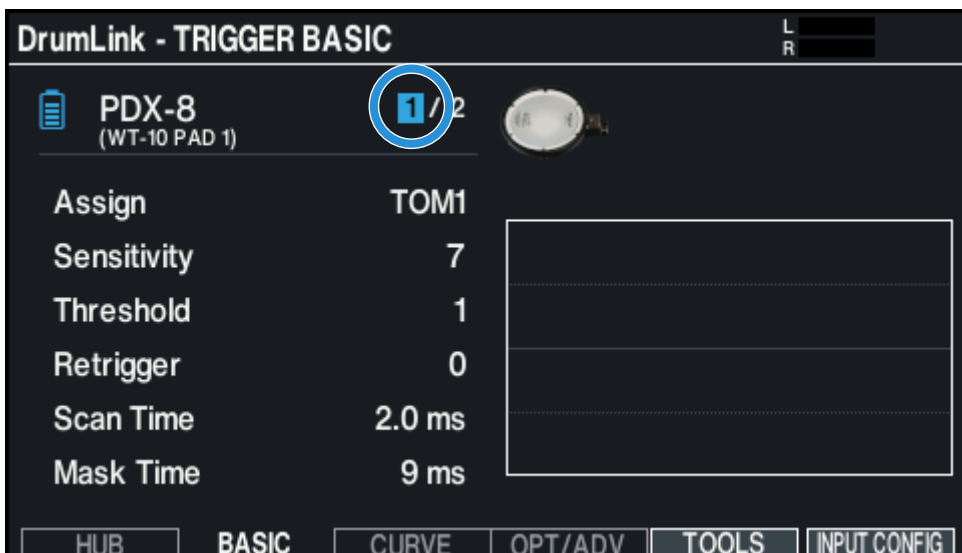 DrumLink - TRIGGER BASIC
L
R
PDX-8 1 / 2
(WT-10 PAD 1)
Assign TOM1
Sensitivity 7
Threshold 1
Retrigger 0
Scan Time 2.0 ms
Mask Time 9 ms
HUB BASIC CURVE OPT/ADV TOOLS INPUT CONFIG